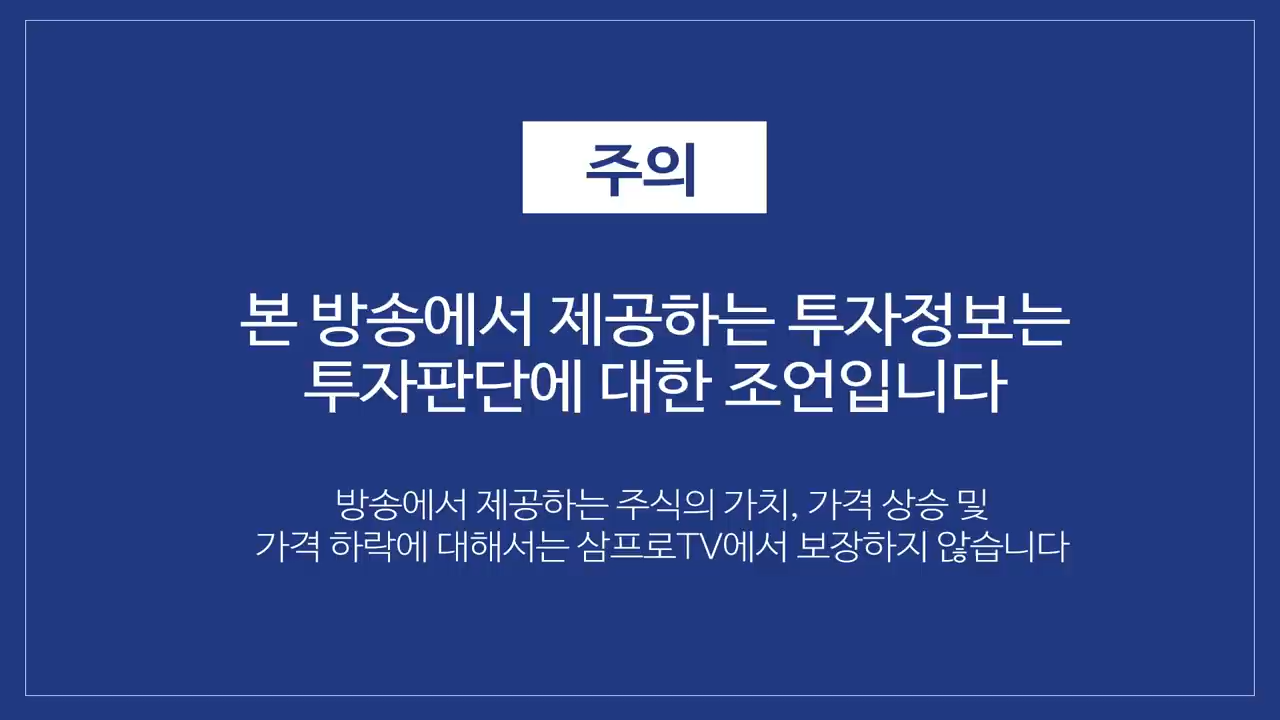 주의
본 방송에서 제공하는 투자정보는
투자판단에 대한 조언입니다
방송에서 제공하는 주식의 가치, 가격 상승 및
가격 하락에 대해서는 삼프로TV에서 보장하지 않습니다